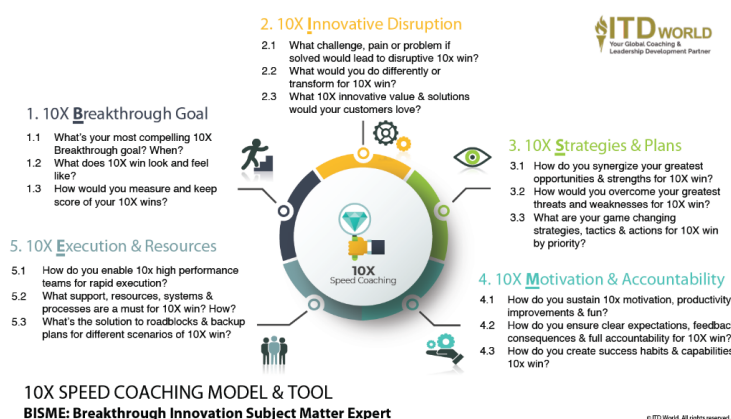 2. 10X Innovative Disruption
2.1 What challenge, pain or problem if
solved would lead to disruptive 10x win?
2.2 What would you do differently or
transform for 10X win?
2.3 What 10X innovative value & solutions
would your customers love?
ITD WORLD
Your Global Coaching &
Leadership Development Partner
1. 10X Breakthrough Goal
1.1 What's your most compelling 10X
Breakthrough goal? When?
1.2 What does 10X win look and feel
like?
1.3 How would you measure and keep
score of your 10X wins?
3. 10X Strategies & Plans
3.1 How do you synergize your greatest
opportunities & strengths for 10X win?
3.2 How would you overcome your greatest
threats and weaknesses for 10X win?
3.3 What are your game changing
strategies, tactics & actions for 10X win
by priority?
10X
Speed Coaching
5. 10X Execution & Resources
5.1 How do you enable 10x high performance
teams for rapid execution?
5.2 What support, resources, systems &
processes are a must for 10X win? How?
5.3 What's the solution to roadblocks & backup
plans for different scenarios of 10X win?
4. 10X Motivation & Accountability
4.1 How do you sustain 10x motivation, productivity
improvements & fun?
4.2 How do you ensure clear expectations, feedbac
consequences & full accountability for 10X win?
4.3 How do you create success habits & capabilities
10x win?
10X SPEED COACHING MODEL & TOOL
BISME: Breakthrough Innovation Subject Matter Expert
© ITD World. All rights reserved